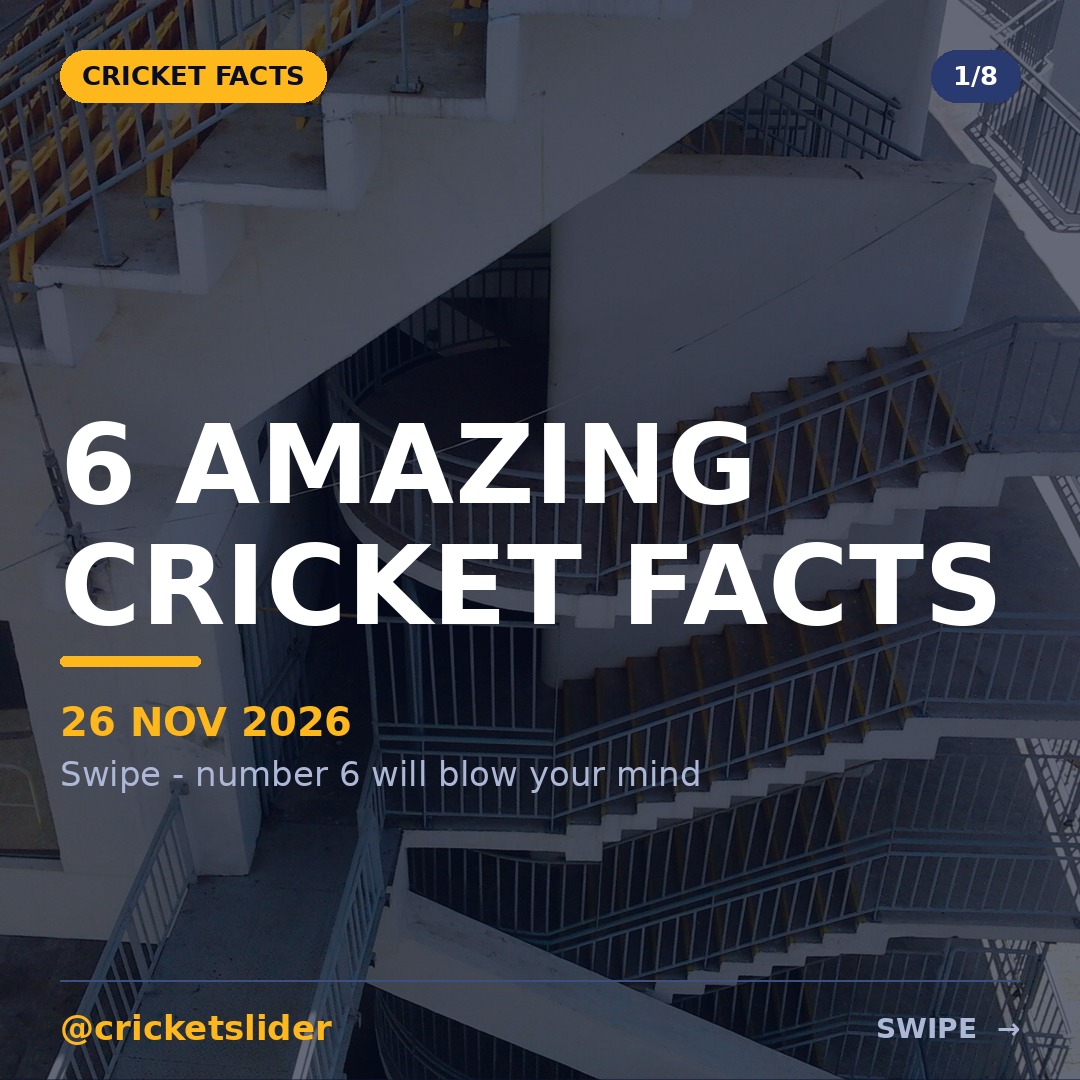 CRICKET FACTS
1/8
6 AMAZING
CRICKET FACTS
26 NOV 2026
Swipe - number 6 will blow your mind
@cricketslider
SWIPE →